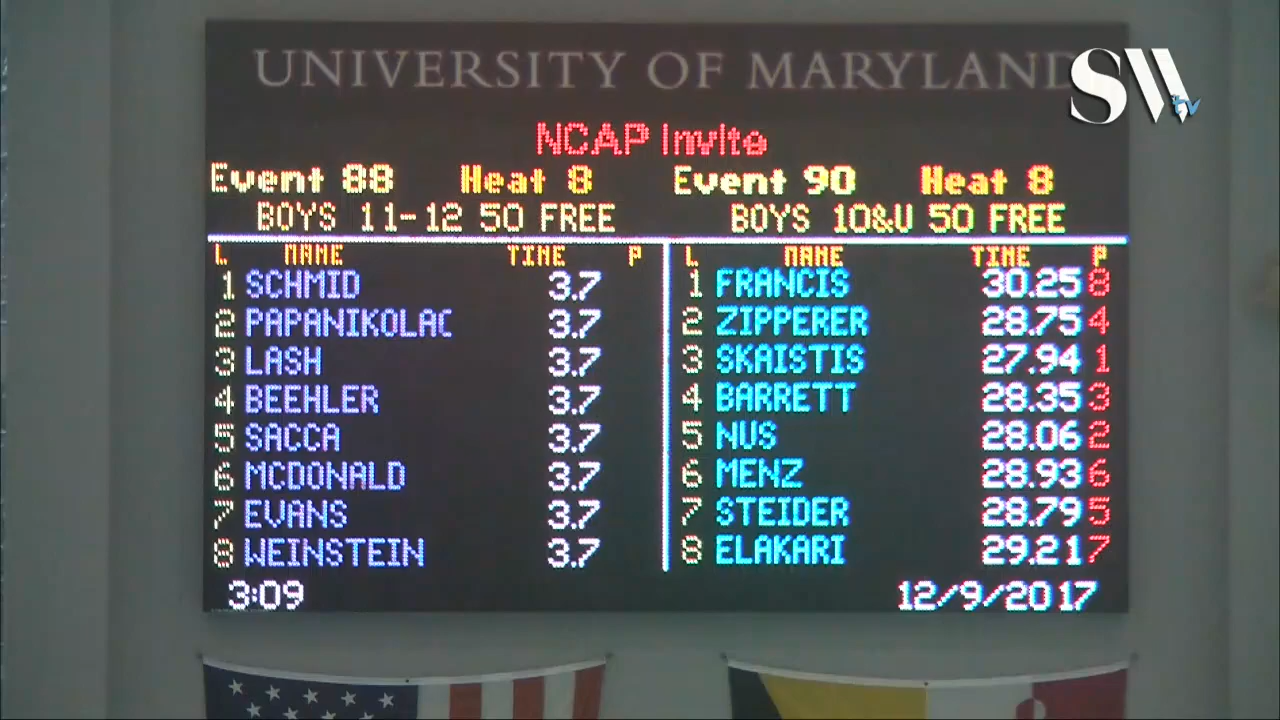 UNIVERSITY OF MARYLAND
SW tv
NCAP Invite
Event 88 Heat 8
BOYS 11-12 50 FREE
L NAME TIME P
1 SCHMID 3.7
2 PAPANIKOLAO 3.7
3 LASH 3.7
4 BEEHLER 3.7
5 SACCA 3.7
6 MCDONALD 3.7
7 EVANS 3.7
8 WEINSTEIN 3.7
3:09
Event 90 Heat 8
BOYS 10&U 50 FREE
L NAME TIME P
1 FRANCIS 30.25 8
2 ZIPPERER 28.75 4
3 SKAISTIS 27.94 1
4 BARRETT 28.35 3
5 NUS 28.06 2
6 MENZ 28.93 6
7 STEIDER 28.79 5
8 ELAKARI 29.21 7
12/9/2017